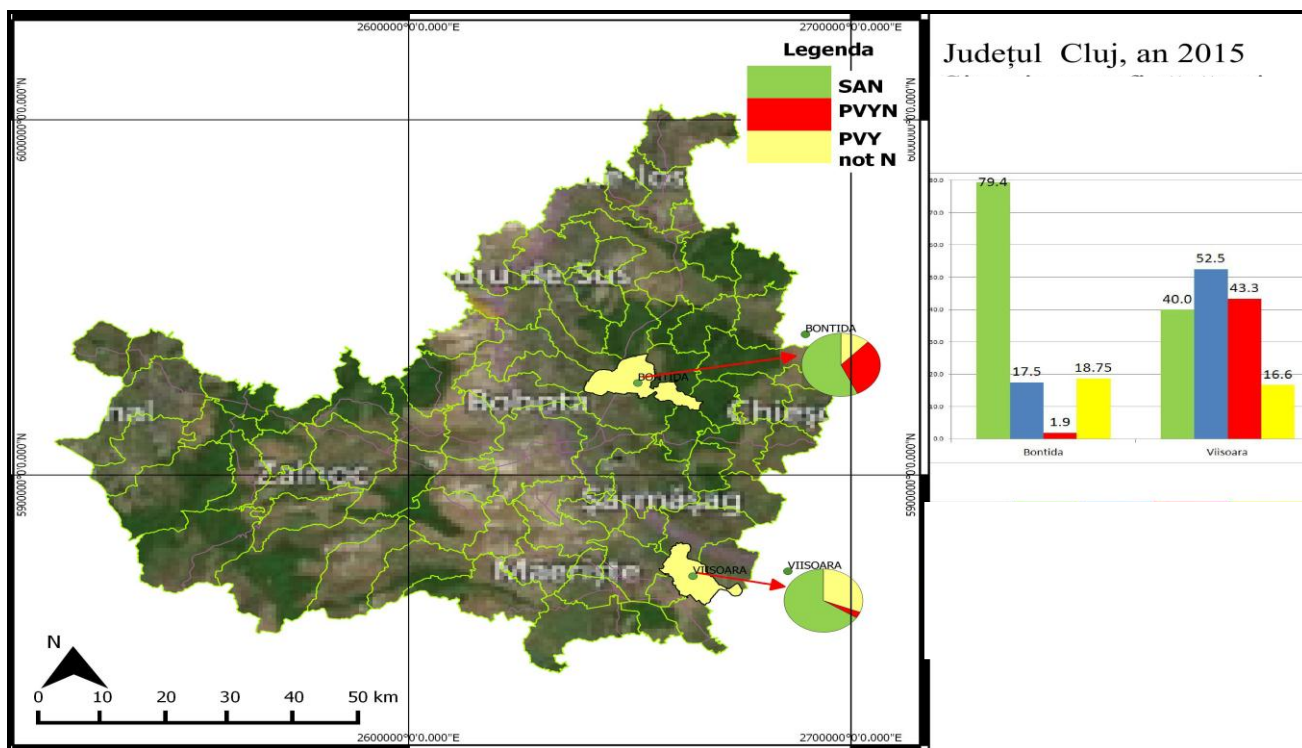 2600000°0'0.000"E
2700000°0'0.000"E
Legenda
SAN
PVYN
PVY
not N
6000000°0'0.000"N
6000000°0'0.000"N
BONTIDA
BONTIDA
Bobota
Zalnoc
5900000°0'0.000"N
5900000°0'0.000"N
Șărmășag
VIISOARA
VIISOARA
N
0 10 20 30 40 50 km
2600000°0'0.000"E
2700000°0'0.000"E
Județul Cluj, an 2015
79.4
17.5
1.9
18.75
40.0
52.5
43.3
16.6
Bontida
Viisoara